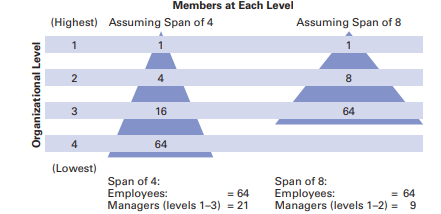 Members at Each Level
(Highest) Assuming Span of 4 Assuming Span of 8
Organizational Level
1 1 1
2 4 8
3 16 64
4 64
(Lowest)
Span of 4: Span of 8:
Employees: = 64 Employees: = 64
Managers (levels 1–3) = 21 Managers (levels 1–2) = 9